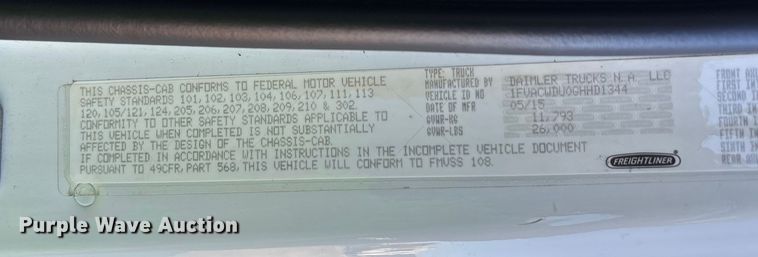 THIS CHASSIS-CAB CONFORMS TO FEDERAL MOTOR VEHICLE
SAFETY STANDARDS 101, 102, 103, 104, 106, 107, 111, 113
120, 105/121, 124, 205, 206, 207, 208, 209, 210 & 302.
CONFORMITY TO OTHER SAFETY STANDARDS APPLICABLE TO
THIS VEHICLE WHEN COMPLETED IS NOT SUBSTANTIALLY
AFFECTED BY THE DESIGN OF THE CHASSIS-CAB.
IF COMPLETED IN ACCORDANCE WITH INSTRUCTIONS IN THE INCOMPLETE VEHICLE DOCUMENT
PURSUANT TO 49CFR, PART 568, THIS VEHICLE WILL CONFORM TO FMVSS 108.
TYPE: TRUCK
MANUFACTURED BY DAIMLER TRUCKS N.A. LLC
VEHICLE ID NO. 1FVACWDU0GHHD1344
DATE OF MFR 05/15
GVWR-KG 11,793
GVWR-LBS 26,000
FREIGHTLINER
FRONT AX
SECOND I
THIRD IN
FOURTH I
FIFTH IN
SIXTH IN
REAR AX
Purple Wave Auction